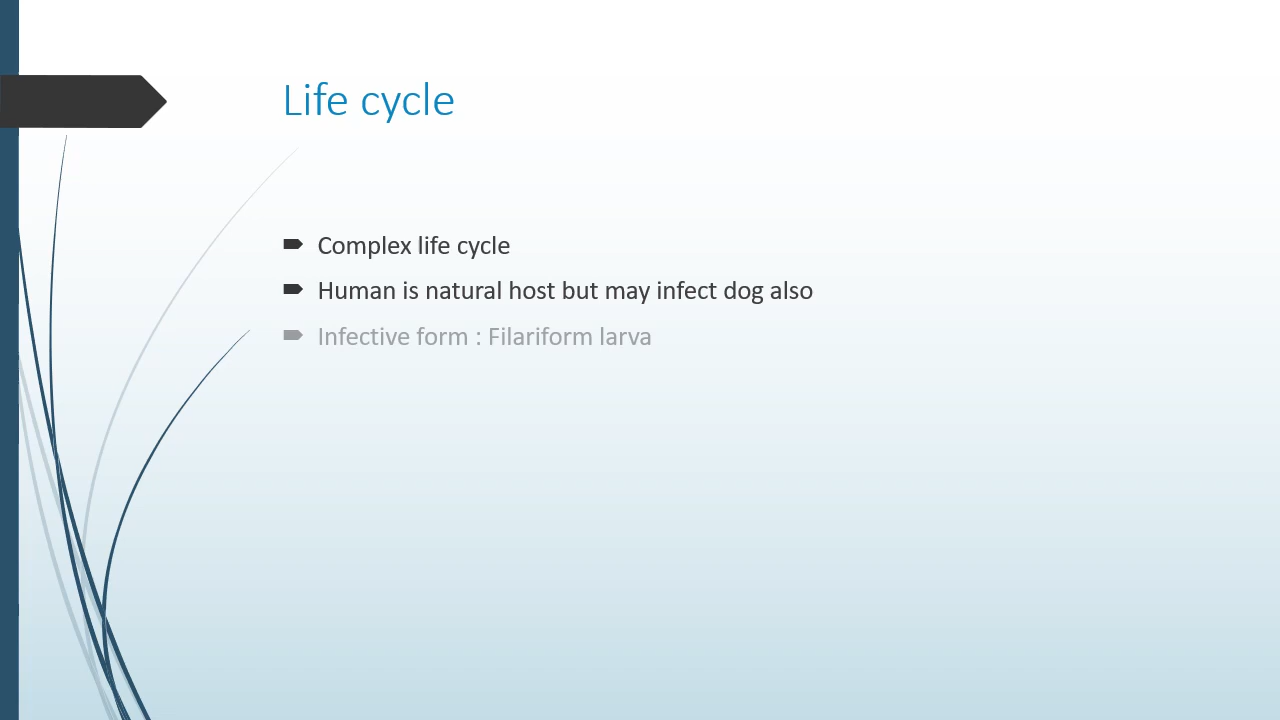 Life cycle
Complex life cycle
Human is natural host but may infect dog also
Infective form : Filariform larva